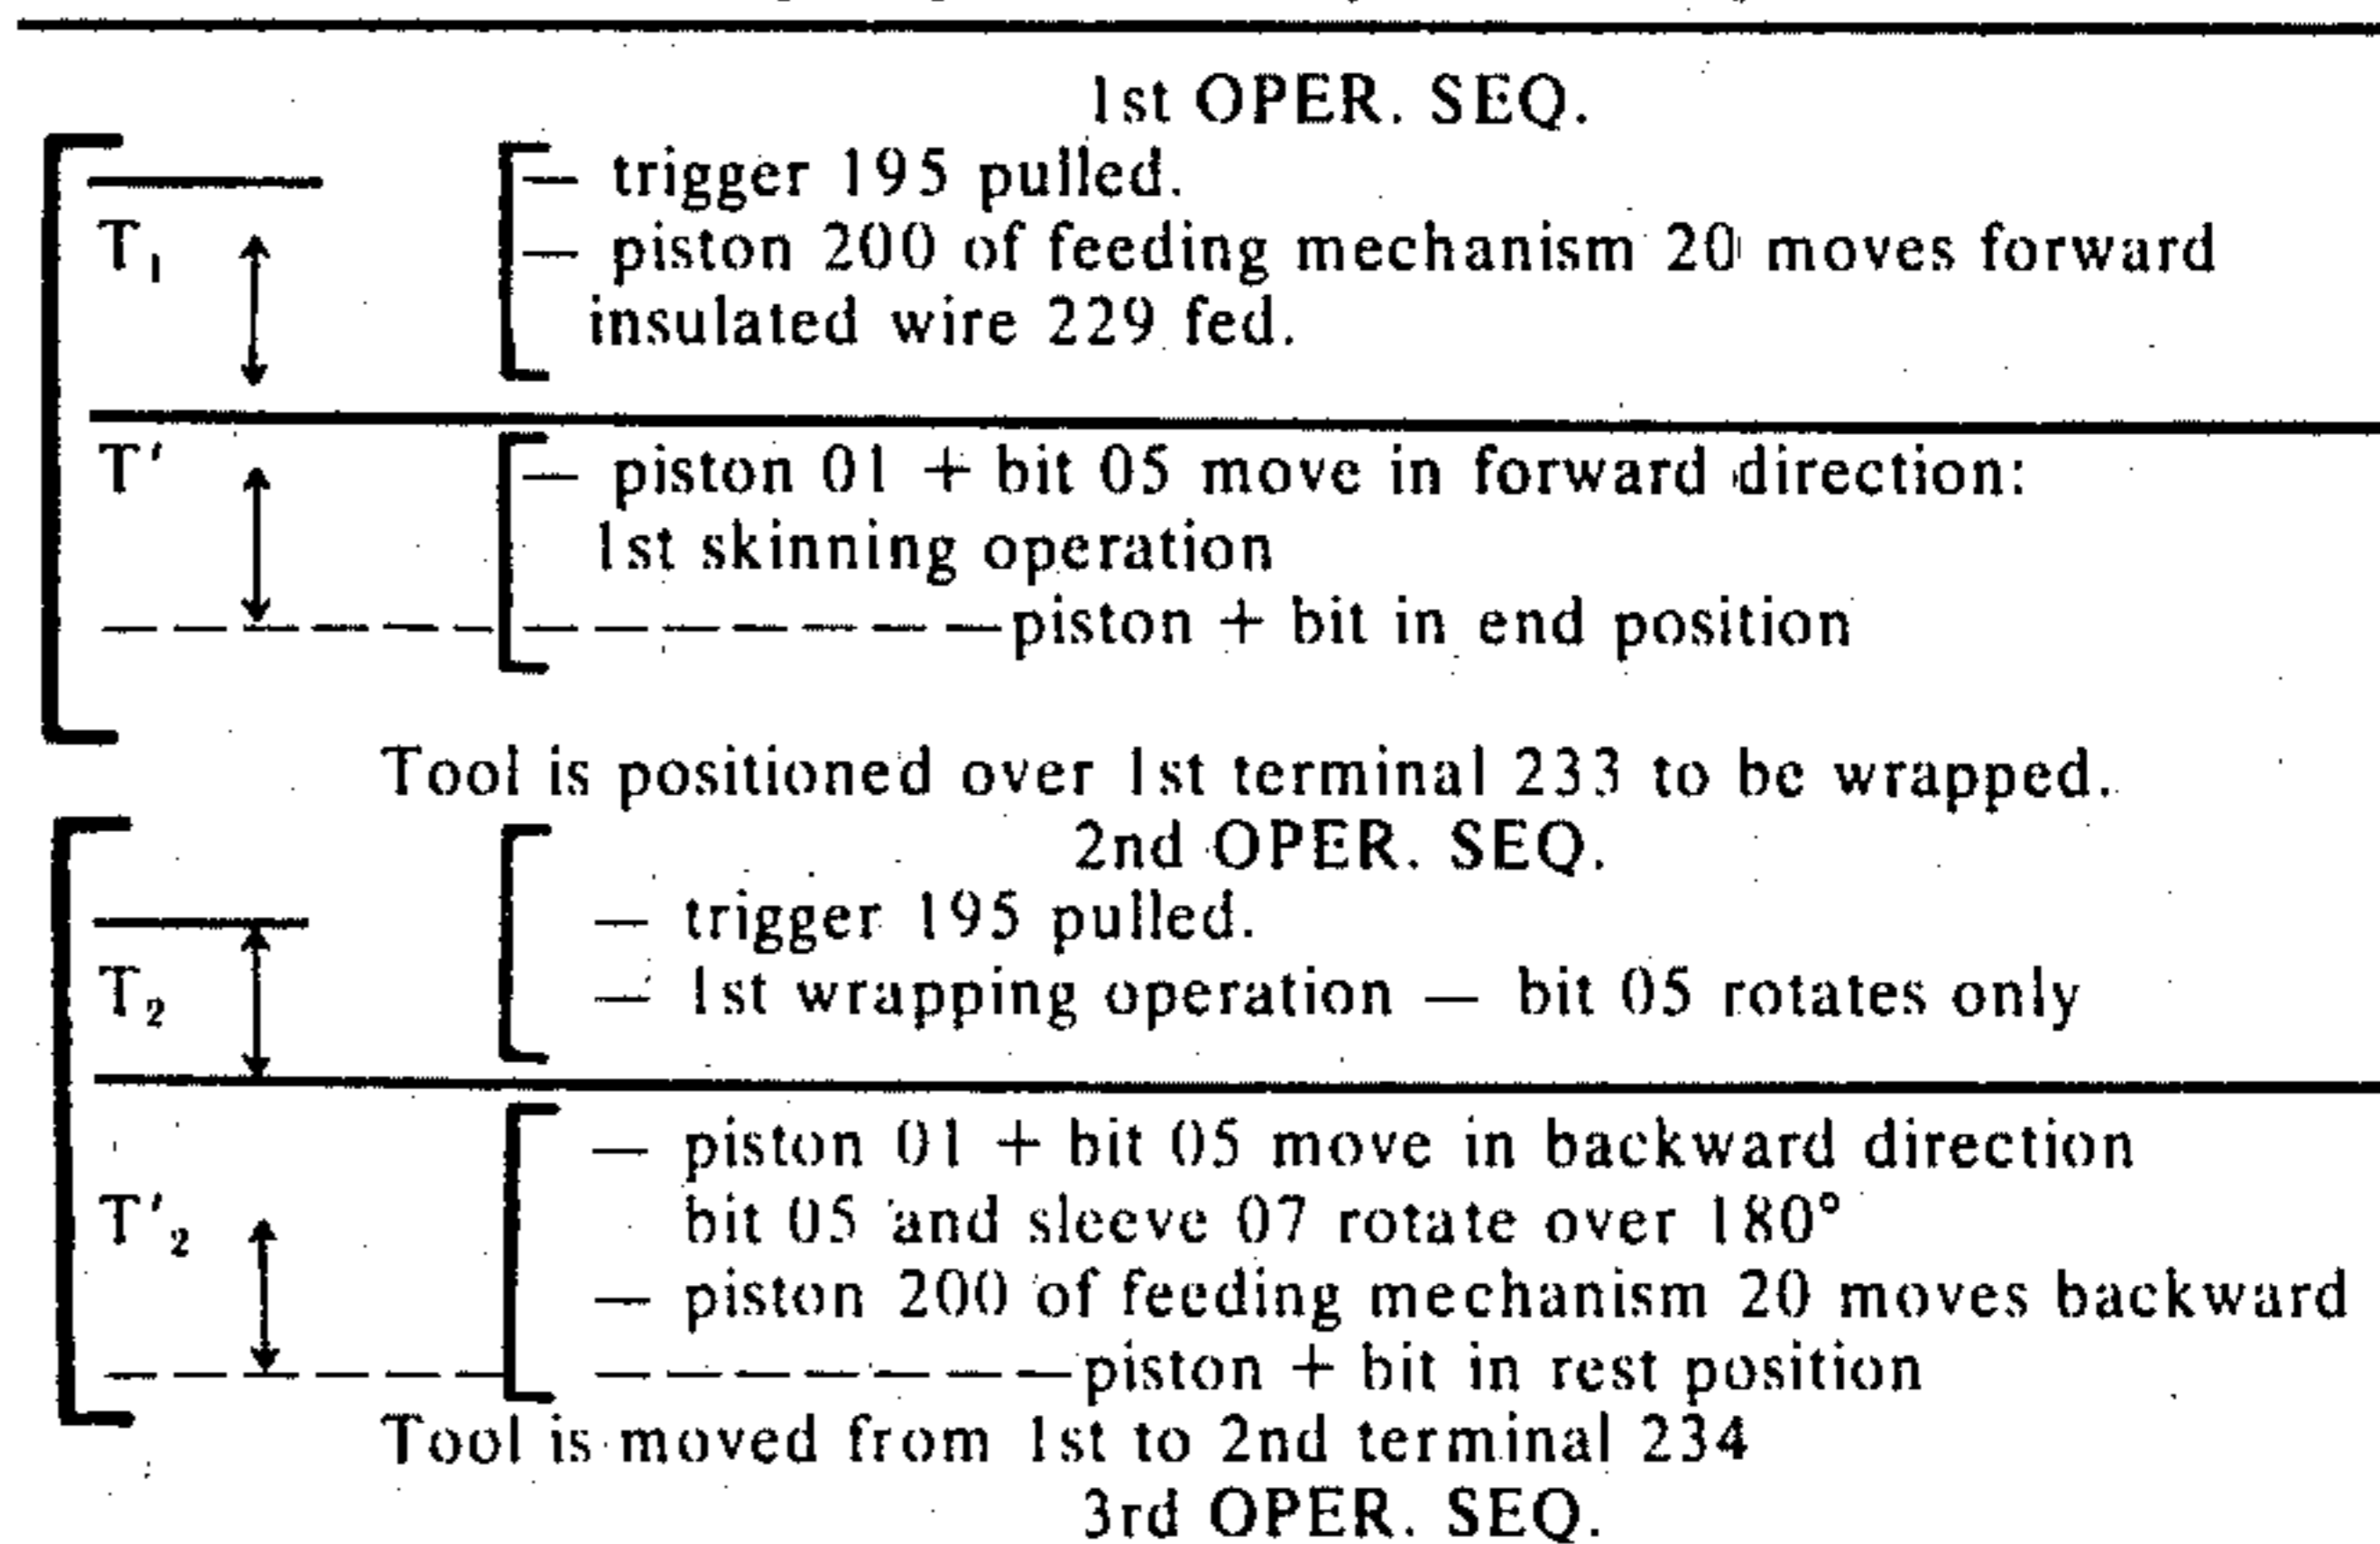 1st OPER. SEQ.
— trigger 195 pulled.
T₁ — piston 200 of feeding mechanism 20 moves forward
insulated wire 229 fed.
T′ — piston 01 + bit 05 move in forward direction:
1st skinning operation
piston + bit in end position
Tool is positioned over 1st terminal 233 to be wrapped.
2nd OPER. SEQ.
— trigger 195 pulled.
T₂ — 1st wrapping operation — bit 05 rotates only
— piston 01 + bit 05 move in backward direction
T′₂ bit 05 and sleeve 07 rotate over 180°
— piston 200 of feeding mechanism 20 moves backward
piston + bit in rest position
Tool is moved from 1st to 2nd terminal 234
3rd OPER. SEQ.